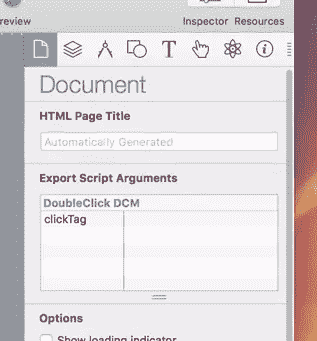 review
Inspector Resources
Document
HTML Page Title
Automatically Generated
Export Script Arguments
DoubleClick DCM
clickTag
Options
Show loading indicator